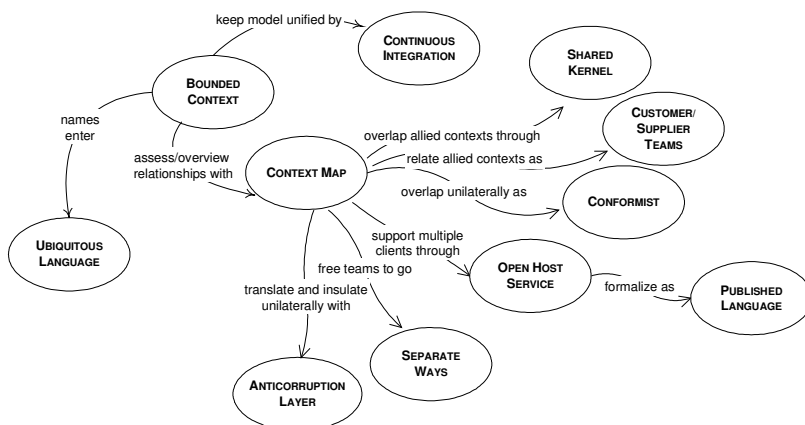 keep model unified by
CONTINUOUS
INTEGRATION
SHARED
KERNEL
BOUNDED
CONTEXT
names
enter
assess/overview
relationships with
CONTEXT MAP
overlap allied contexts through
CUSTOMER/
SUPPLIER
TEAMS
relate allied contexts as
overlap unilaterally as
CONFORMIST
UBIQUITOUS
LANGUAGE
support multiple
clients through
OPEN HOST
SERVICE
formalize as
PUBLISHED
LANGUAGE
free teams to go
translate and insulate
unilaterally with
SEPARATE
WAYS
ANTICORRUPTION
LAYER